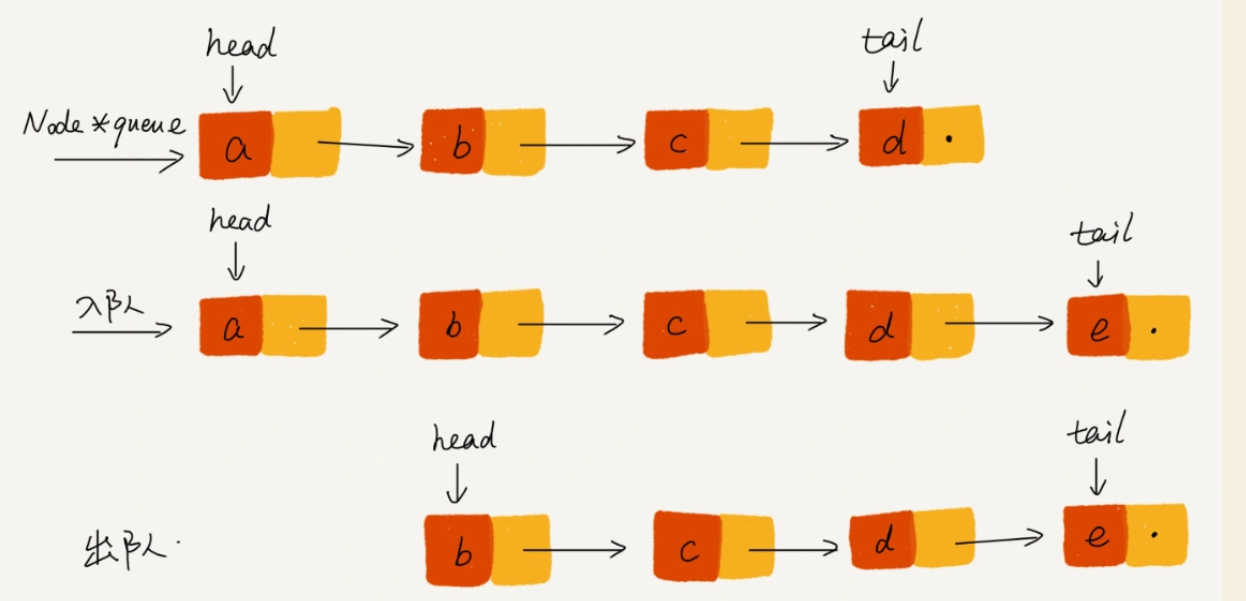 head tail
Node *queue a b c d .
head tail
入队 a b c d e .
head tail
出队. b c d e .